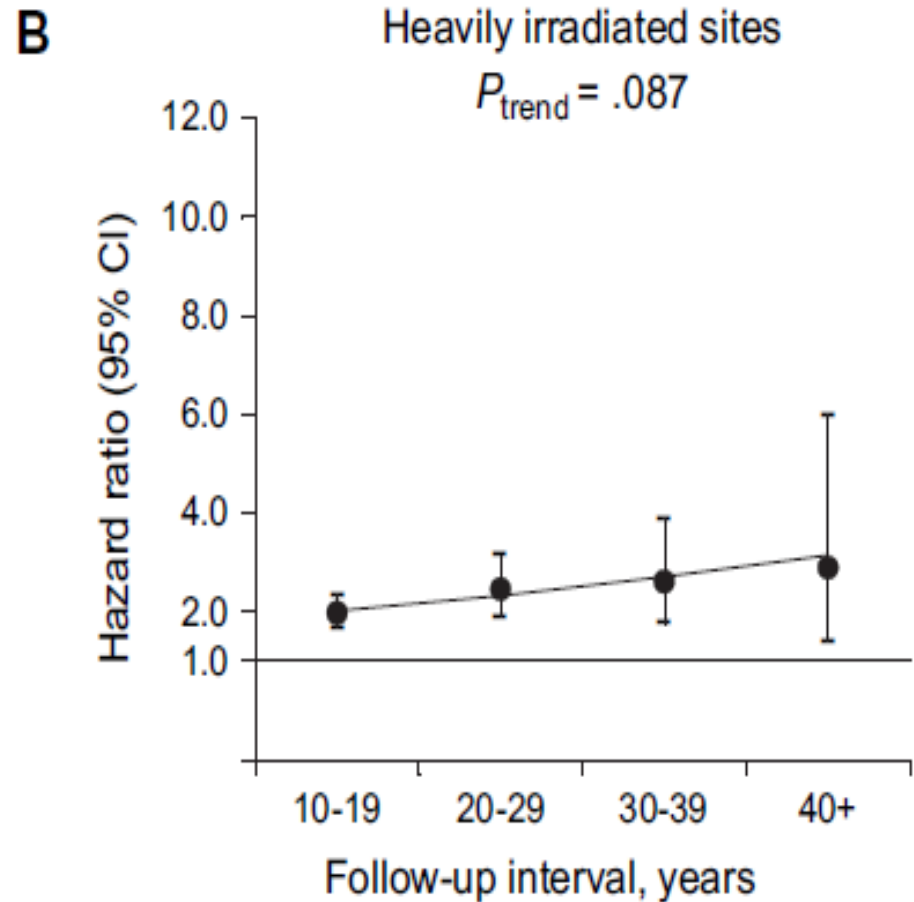 B
Heavily irradiated sites
Ptrend = .087
Hazard ratio (95% CI)
12.0
10.0
8.0
6.0
4.0
2.0
1.0
10-19 20-29 30-39 40+
Follow-up interval, years